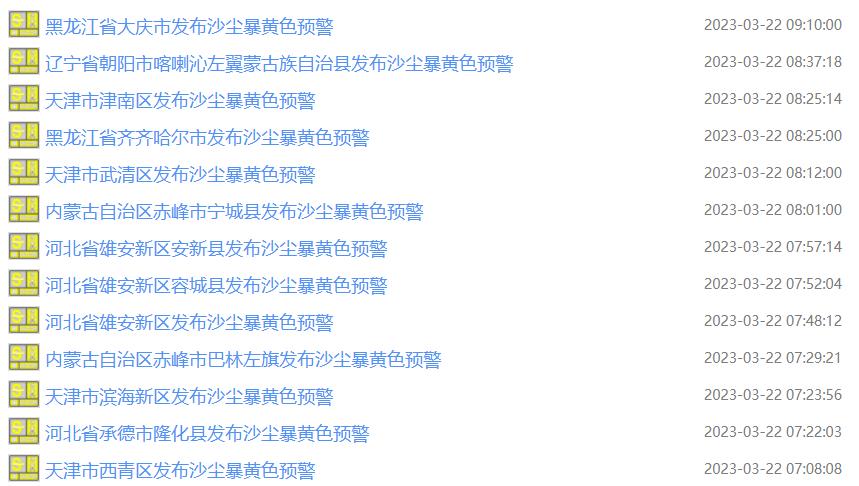 黑龙江省大庆市发布沙尘暴黄色预警 2023-03-22 09:10:00
辽宁省朝阳市喀喇沁左翼蒙古族自治县发布沙尘暴黄色预警 2023-03-22 08:37:18
天津市津南区发布沙尘暴黄色预警 2023-03-22 08:25:14
黑龙江省齐齐哈尔市发布沙尘暴黄色预警 2023-03-22 08:25:00
天津市武清区发布沙尘暴黄色预警 2023-03-22 08:12:00
内蒙古自治区赤峰市宁城县发布沙尘暴黄色预警 2023-03-22 08:01:00
河北省雄安新区安新县发布沙尘暴黄色预警 2023-03-22 07:57:14
河北省雄安新区容城县发布沙尘暴黄色预警 2023-03-22 07:52:04
河北省雄安新区发布沙尘暴黄色预警 2023-03-22 07:48:12
内蒙古自治区赤峰市巴林左旗发布沙尘暴黄色预警 2023-03-22 07:29:21
天津市滨海新区发布沙尘暴黄色预警 2023-03-22 07:23:56
河北省承德市隆化县发布沙尘暴黄色预警 2023-03-22 07:22:03
天津市西青区发布沙尘暴黄色预警 2023-03-22 07:08:08